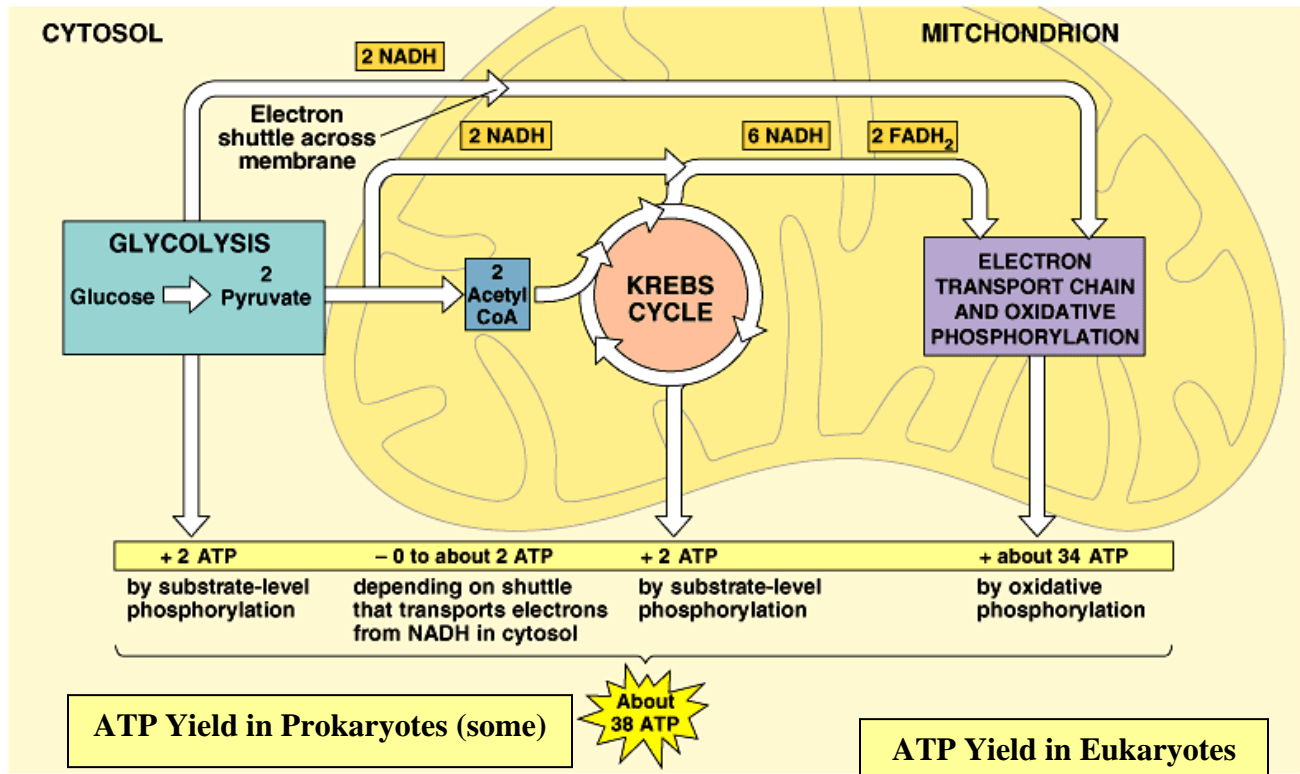 CYTOSOL
MITCHONDRION
2 NADH
Electron
shuttle across
membrane
2 NADH
6 NADH
2 FADH₂
GLYCOLYSIS
2
Glucose Pyruvate
2
Acetyl
CoA
KREBS
CYCLE
ELECTRON
TRANSPORT CHAIN
AND OXIDATIVE
PHOSPHORYLATION
+ 2 ATP
by substrate-level
phosphorylation
– 0 to about 2 ATP
depending on shuttle
that transports electrons
from NADH in cytosol
+ 2 ATP
by substrate-level
phosphorylation
+ about 34 ATP
by oxidative
phosphorylation
About
38 ATP
ATP Yield in Prokaryotes (some)
ATP Yield in Eukaryotes